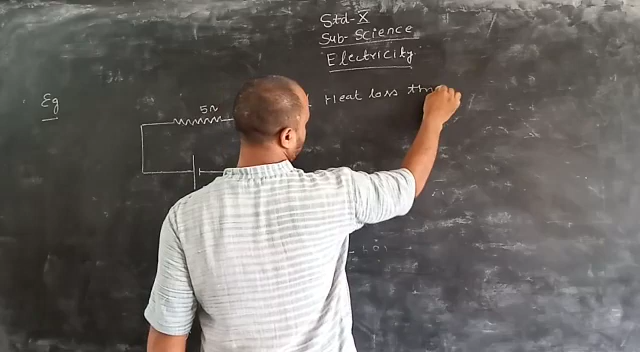 Std-X
Sub-Science
Electricity
Eg
5Ω
Heat loss